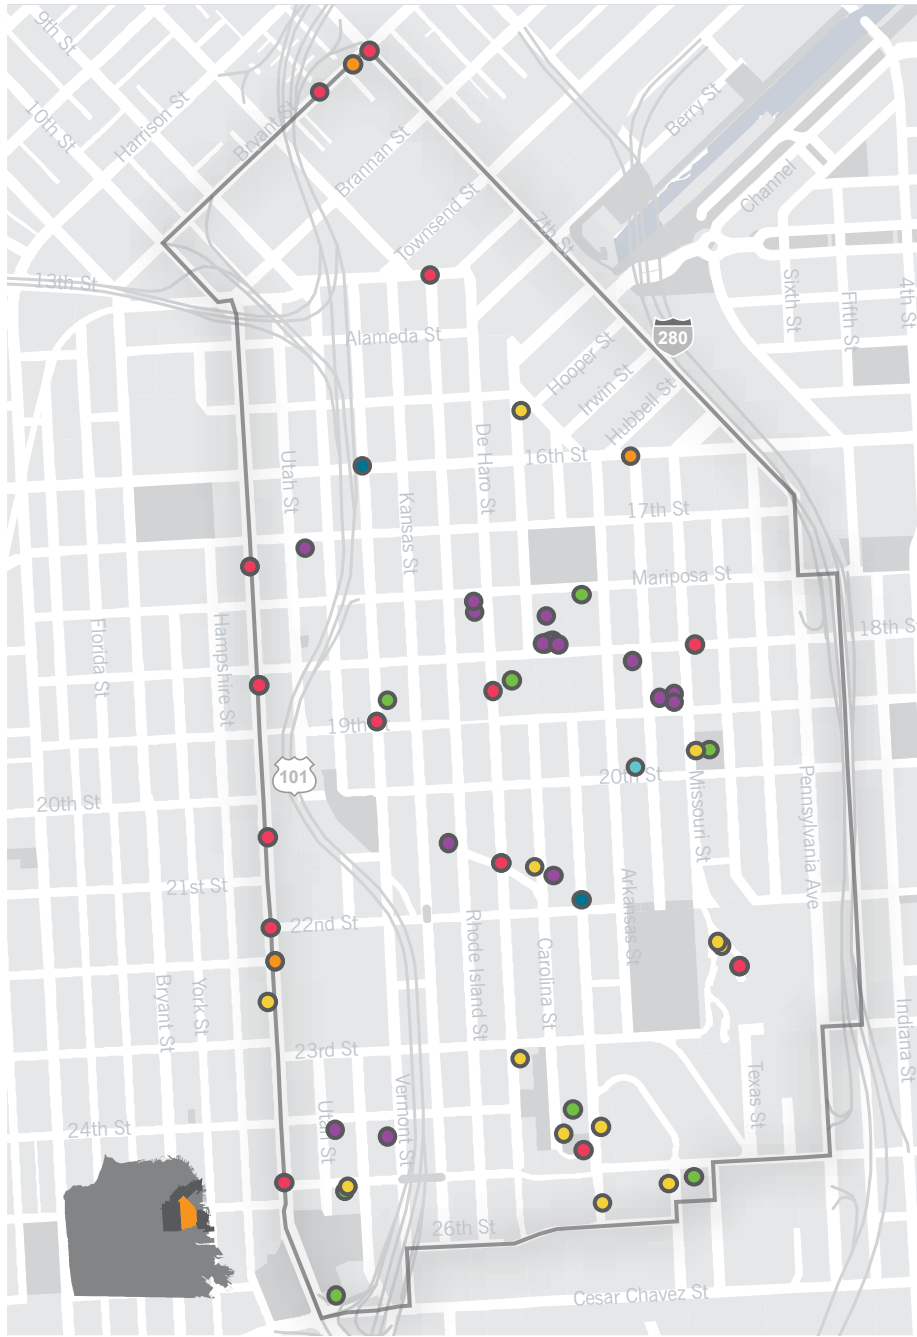 9th St
10th St
Harrison St
Bryant St
Brannan St
Berry St
Townsend St
Channel
7th St
13th St
Sixth St
Fifth St
4th St
Alameda St
280
Hooper St
Irwin St
Hubbell St
De Haro St
16th St
Utah St
Kansas St
17th St
Mariposa St
18th St
Florida St
Hampshire St
19th St
101
20th St
20th St
Missouri St
Pennsylvania Ave
21st St
Arkansas St
22nd St
Rhode Island St
Carolina St
Bryant St
York St
Indiana St
23rd St
Texas St
Utah St
Vermont St
24th St
26th St
Cesar Chavez St